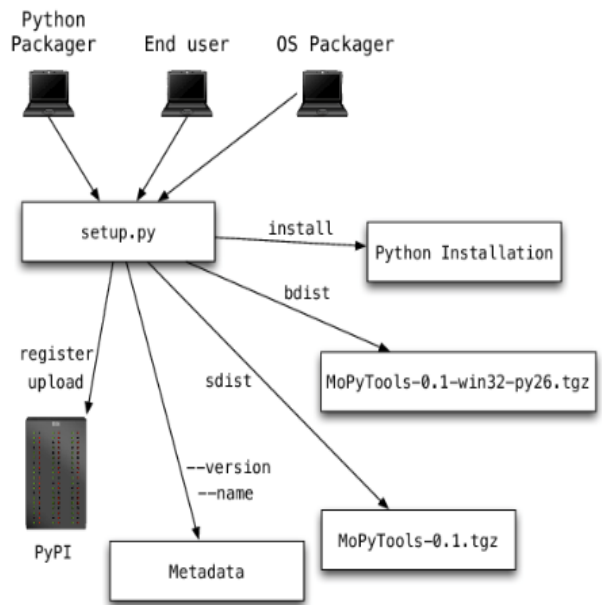 Python
Packager
End user
OS Packager
setup.py
install
Python Installation
bdist
MoPyTools-0.1-win32-py26.tgz
register
upload
sdist
--version
--name
PyPI
Metadata
MoPyTools-0.1.tgz